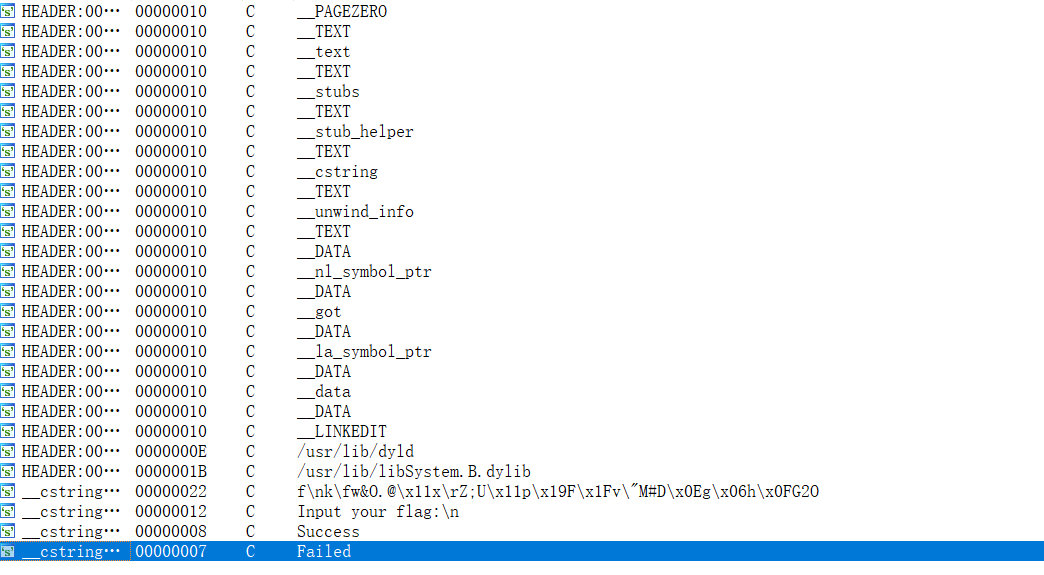 HEADER:00… 00000010 C __PAGEZERO
HEADER:00… 00000010 C __TEXT
HEADER:00… 00000010 C __text
HEADER:00… 00000010 C __TEXT
HEADER:00… 00000010 C __stubs
HEADER:00… 00000010 C __TEXT
HEADER:00… 00000010 C __stub_helper
HEADER:00… 00000010 C __TEXT
HEADER:00… 00000010 C __cstring
HEADER:00… 00000010 C __TEXT
HEADER:00… 00000010 C __unwind_info
HEADER:00… 00000010 C __TEXT
HEADER:00… 00000010 C __DATA
HEADER:00… 00000010 C __nl_symbol_ptr
HEADER:00… 00000010 C __DATA
HEADER:00… 00000010 C __got
HEADER:00… 00000010 C __DATA
HEADER:00… 00000010 C __la_symbol_ptr
HEADER:00… 00000010 C __DATA
HEADER:00… 00000010 C __data
HEADER:00… 00000010 C __DATA
HEADER:00… 00000010 C __LINKEDIT
HEADER:00… 0000000E C /usr/lib/dyld
HEADER:00… 0000001B C /usr/lib/libSystem.B.dylib
__cstring… 00000022 C f\nk\fw&O.@\x11x\rZ;U\x11p\x19F\x1Fv\"M#D\x0Eg\x06h\x0FG2O
__cstring… 00000012 C Input your flag:\n
__cstring… 00000008 C Success
__cstring… 00000007 C Failed